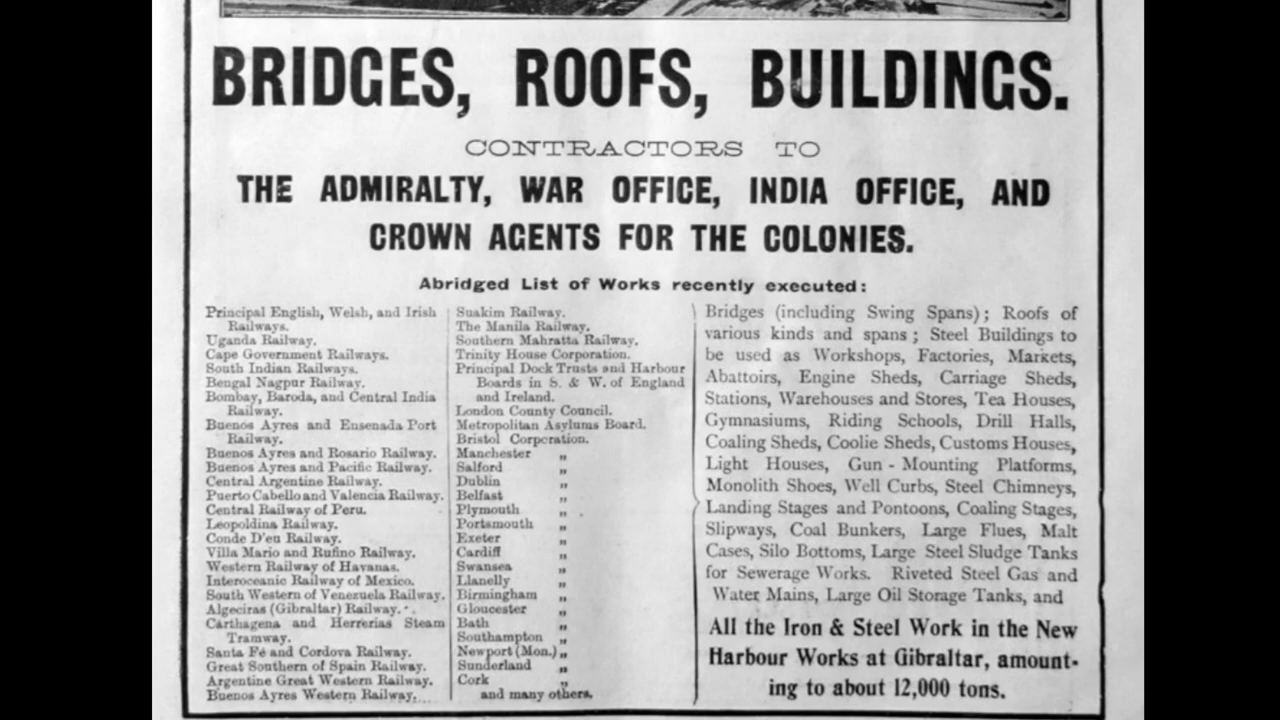 BRIDGES, ROOFS, BUILDINGS.
CONTRACTORS TO
THE ADMIRALTY, WAR OFFICE, INDIA OFFICE, AND
CROWN AGENTS FOR THE COLONIES.
Abridged List of Works recently executed:
Principal English, Welsh, and Irish
Railways.
Uganda Railway.
Cape Government Railways.
South Indian Railways.
Bengal Nagpur Railway.
Bombay, Baroda, and Central India
Railway.
Buenos Ayres and Ensenada Port
Railway.
Buenos Ayres and Rosario Railway.
Buenos Ayres and Pacific Railway.
Central Argentine Railway.
Puerto Cabello and Valencia Railway.
Central Railway of Peru.
Leopoldina Railway.
Conde D'eu Railway.
Villa Mario and Rufino Railway.
Western Railway of Havanas.
Interoceanic Railway of Mexico.
South Western of Venezuela Railway.
Algeciras (Gibraltar) Railway.
Carthagena and Herrerias Steam
Tramway.
Santa Fé and Cordova Railway.
Great Southern of Spain Railway.
Argentine Great Western Railway.
Buenos Ayres Western Railway.
Suakim Railway.
The Manila Railway.
Southern Mahratta Railway.
Trinity House Corporation.
Principal Dock Trusts and Harbour
Boards in S. & W. of England
and Ireland.
London County Council.
Metropolitan Asylums Board.
Bristol Corporation.
Manchester „
Salford „
Dublin „
Belfast „
Plymouth „
Portsmouth „
Exeter „
Cardiff „
Swansea „
Llanelly „
Birmingham „
Gloucester „
Bath „
Southampton „
Newport (Mon.) „
Sunderland „
Cork „
and many others.
Bridges (including Swing Spans); Roofs of
various kinds and spans; Steel Buildings to
be used as Workshops, Factories, Markets,
Abattoirs, Engine Sheds, Carriage Sheds,
Stations, Warehouses and Stores, Tea Houses,
Gymnasiums, Riding Schools, Drill Halls,
Coaling Sheds, Coolie Sheds, Customs Houses,
Light Houses, Gun-Mounting Platforms,
Monolith Shoes, Well Curbs, Steel Chimneys,
Landing Stages and Pontoons, Coaling Stages,
Slipways, Coal Bunkers, Large Flues, Malt
Cases, Silo Bottoms, Large Steel Sludge Tanks
for Sewerage Works. Riveted Steel Gas and
Water Mains, Large Oil Storage Tanks, and
All the Iron & Steel Work in the New
Harbour Works at Gibraltar, amount-
ing to about 12,000 tons.